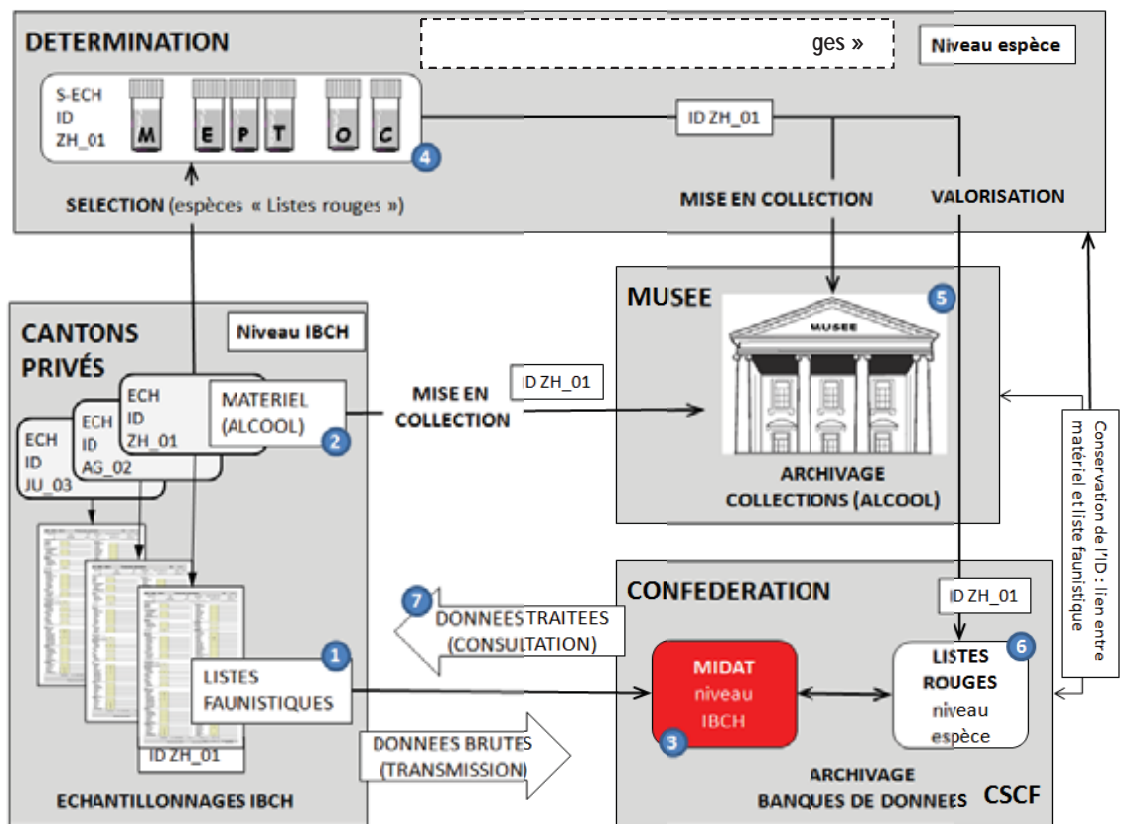 DETERMINATION
ges »
Niveau espèce
S-ECH
ID
ZH_01
M E P T O C
4
ID ZH_01
SELECTION (espèces « Listes rouges »)
MISE EN COLLECTION
VALORISATION
CANTONS
PRIVÉS
Niveau IBCH
ECH
ID
ZH_01
MATERIEL
(ALCOOL)
2
ECH
ID
AG_02
ECH
ID
JU_03
MISE EN
COLLECTION
ID ZH_01
MUSEE
5
MUSEE
ARCHIVAGE
COLLECTIONS (ALCOOL)
Conservation de l'ID : lien entre
matériel et liste faunistique
1
LISTES
FAUNISTIQUES
ID ZH_01
ECHANTILLONNAGES IBCH
7
DONNEES TRAITEES
(CONSULTATION)
DONNEES BRUTES
(TRANSMISSION)
CONFEDERATION
ID ZH_01
MIDAT
niveau
IBCH
3
6
LISTES
ROUGES
niveau
espèce
ARCHIVAGE
BANQUES DE DONNEES
CSCF